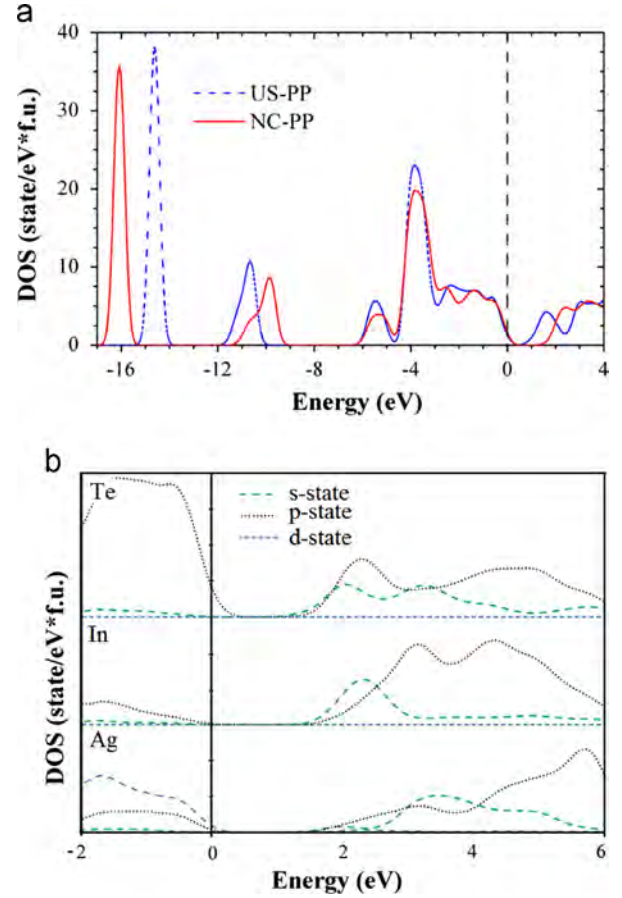 a
40
30
20
10
0
DOS (state/eV*f.u.)
US-PP
NC-PP
-16 -12 -8 -4 0 4
Energy (eV)
b
Te
s-state
p-state
d-state
In
Ag
DOS (state/eV*f.u.)
-2 0 2 4 6
Energy (eV)